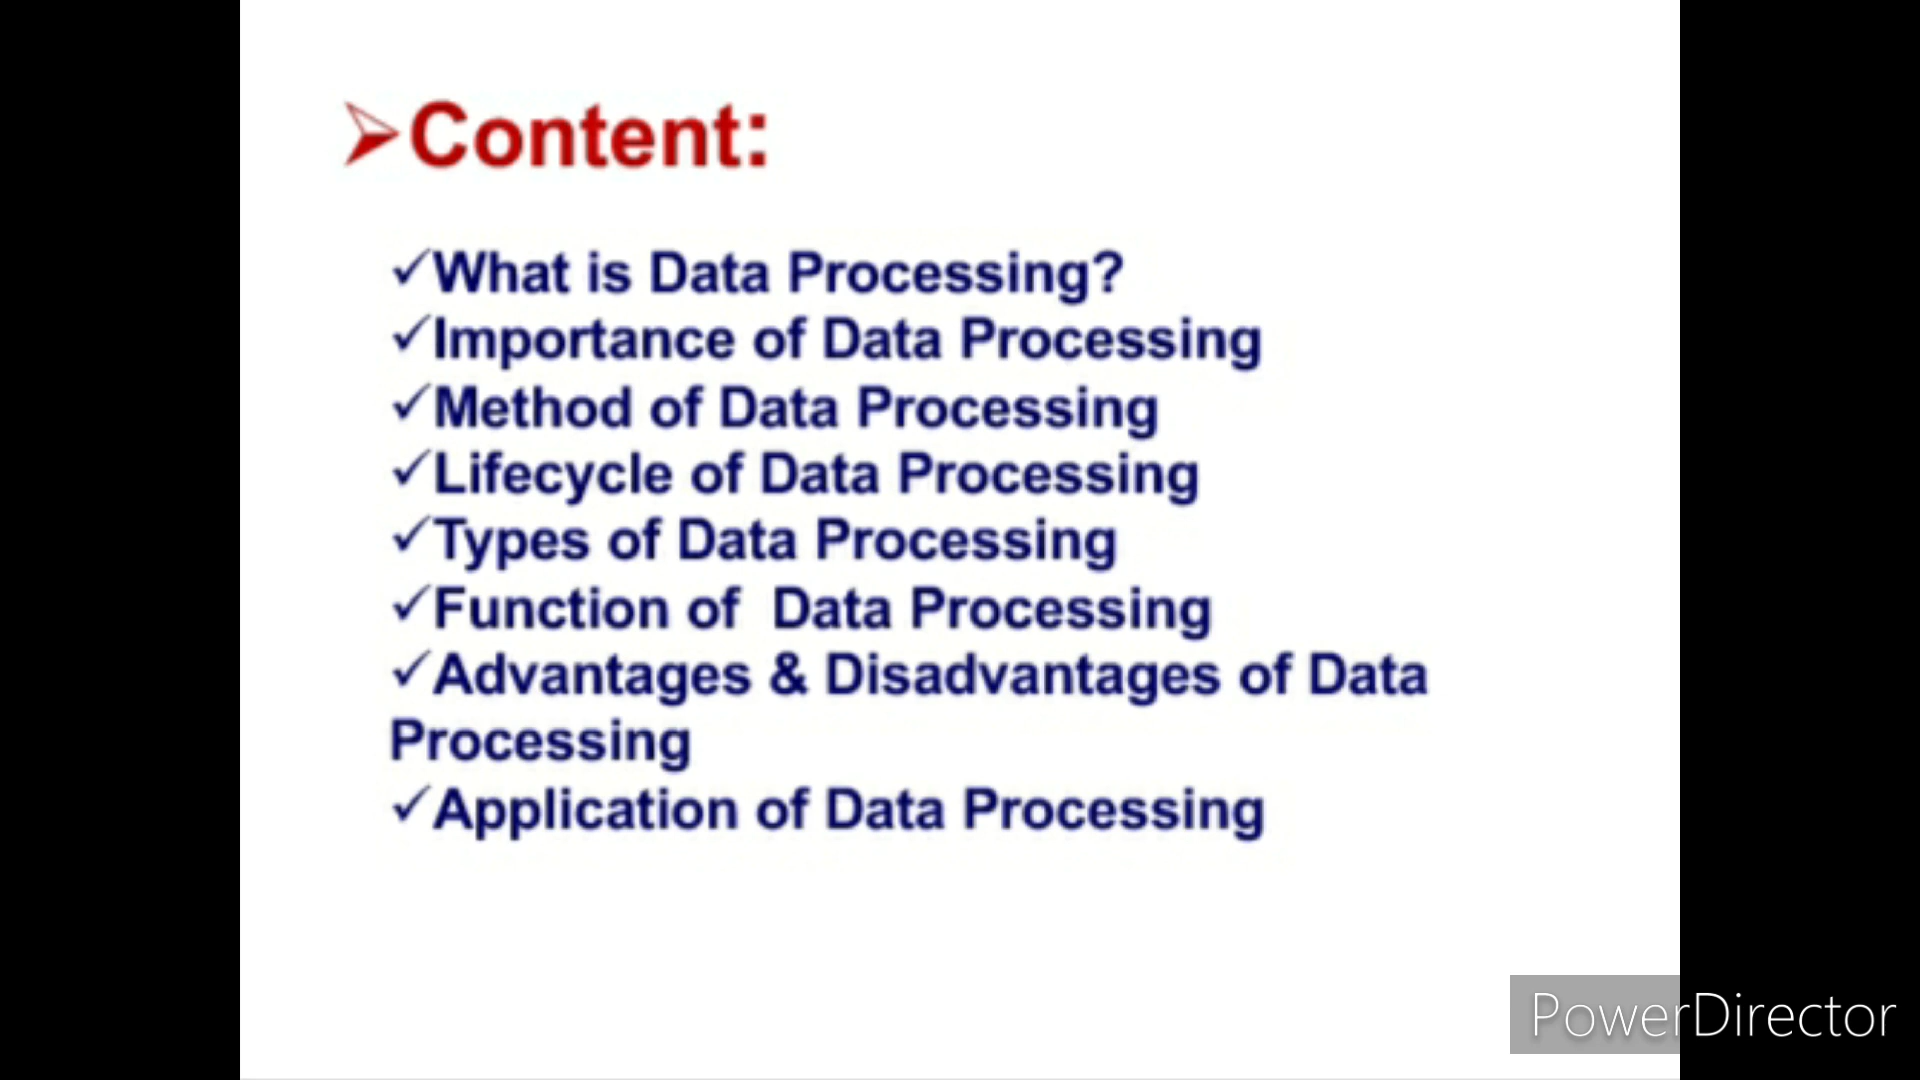 ➢Content:
✓What is Data Processing?
✓Importance of Data Processing
✓Method of Data Processing
✓Lifecycle of Data Processing
✓Types of Data Processing
✓Function of  Data Processing
✓Advantages & Disadvantages of Data
Processing
✓Application of Data Processing
PowerDirector